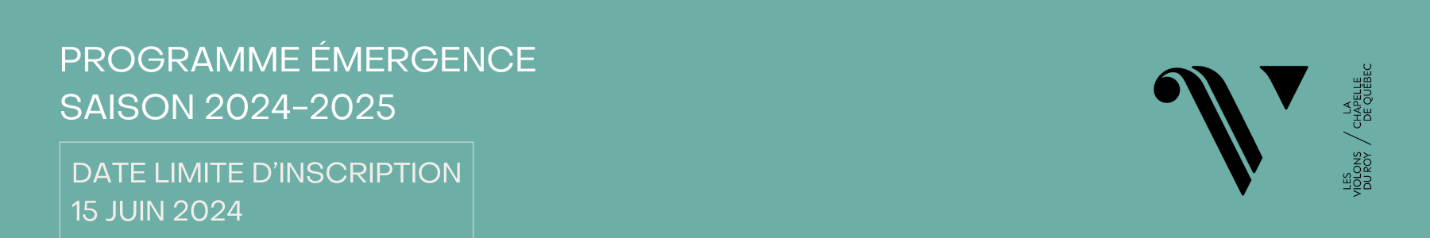 PROGRAMME ÉMERGENCE
SAISON 2024-2025
DATE LIMITE D'INSCRIPTION
15 JUIN 2024
LES
VIOLONS
DU ROY
/
LA
CHAPELLE
DE QUÉBEC